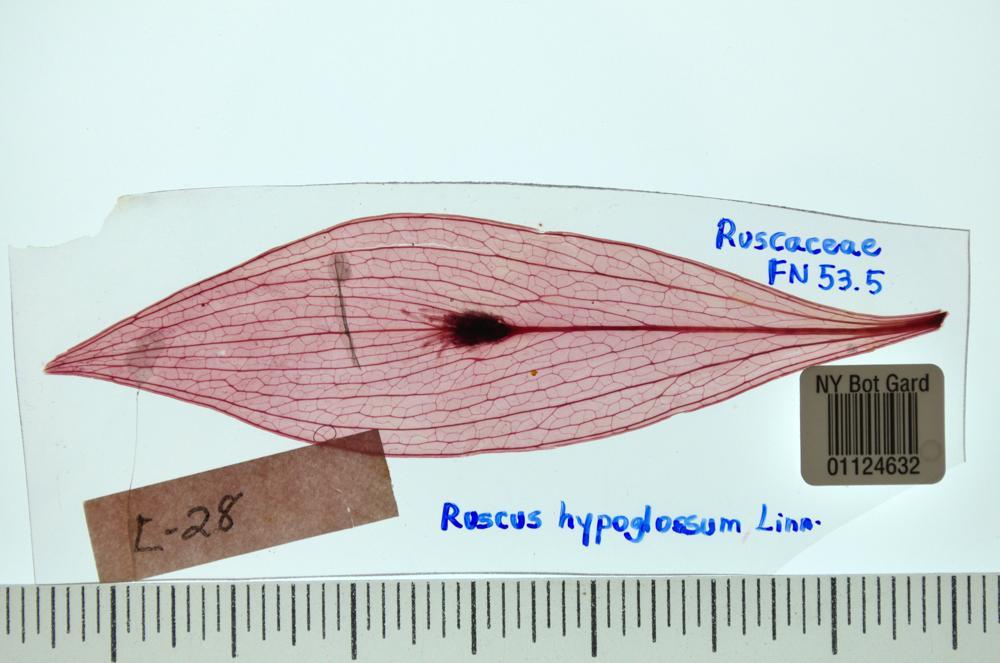 Ruscaceae
FN 53.5
NY Bot Gard
01124632
L-28
Ruscus hypoglossum Linn.